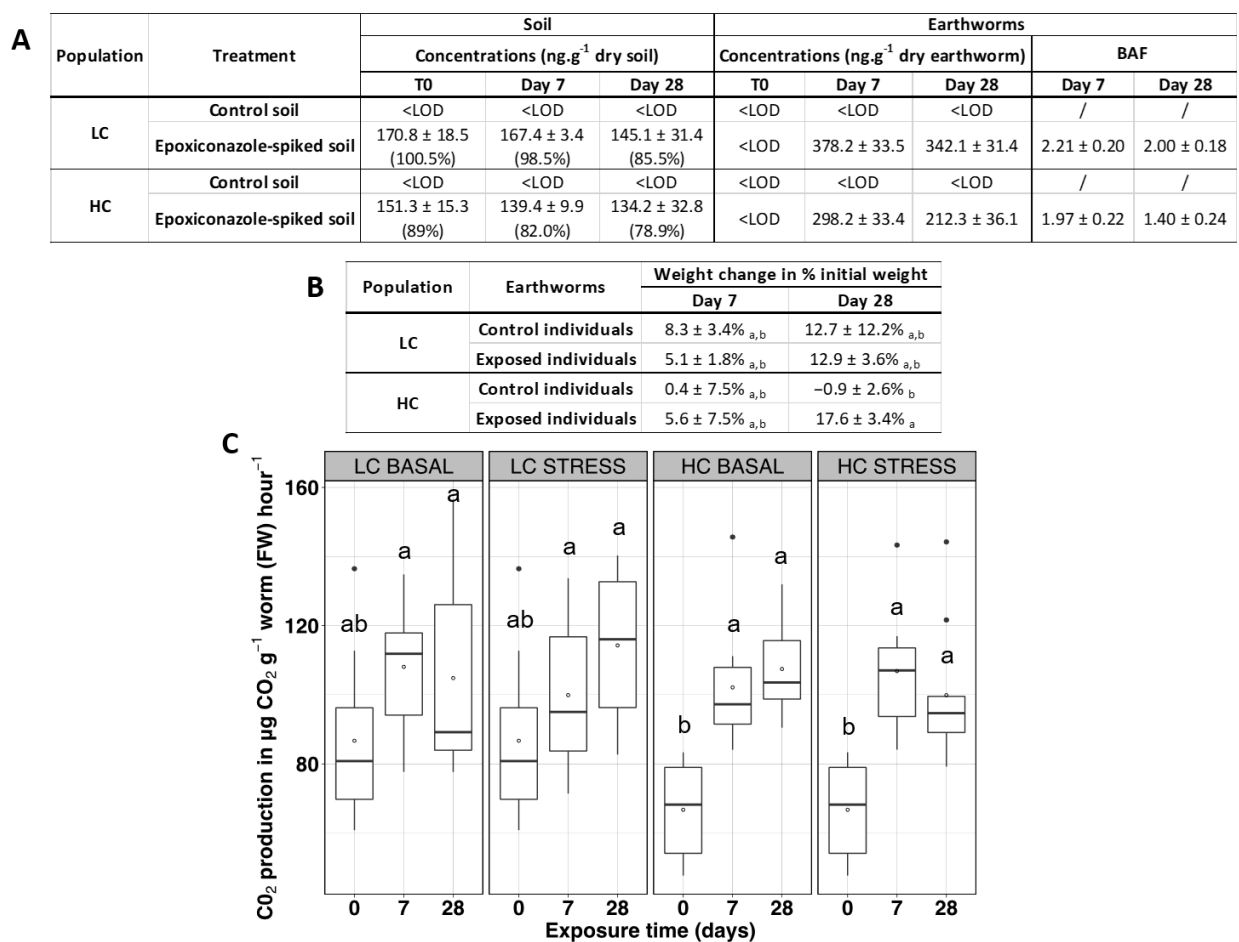 A
Soil Earthworms
Population Treatment Concentrations (ng.g⁻¹ dry soil) Concentrations (ng.g⁻¹ dry earthworm) BAF
T0 Day 7 Day 28 T0 Day 7 Day 28 Day 7 Day 28
LC Control soil <LOD <LOD <LOD <LOD <LOD <LOD / /
Epoxiconazole-spiked soil 170.8 ± 18.5 167.4 ± 3.4 145.1 ± 31.4 <LOD 378.2 ± 33.5 342.1 ± 31.4 2.21 ± 0.20 2.00 ± 0.18
(100.5%) (98.5%) (85.5%)
HC Control soil <LOD <LOD <LOD <LOD <LOD <LOD / /
Epoxiconazole-spiked soil 151.3 ± 15.3 139.4 ± 9.9 134.2 ± 32.8 <LOD 298.2 ± 33.4 212.3 ± 36.1 1.97 ± 0.22 1.40 ± 0.24
(89%) (82.0%) (78.9%)
B
Population Earthworms Weight change in % initial weight
Day 7 Day 28
LC Control individuals 8.3 ± 3.4% a,b 12.7 ± 12.2% a,b
Exposed individuals 5.1 ± 1.8% a,b 12.9 ± 3.6% a,b
HC Control individuals 0.4 ± 7.5% a,b −0.9 ± 2.6% b
Exposed individuals 5.6 ± 7.5% a,b 17.6 ± 3.4% a
C
C0₂ production in µg CO₂ g⁻¹ worm (FW) hour⁻¹
LC BASAL LC STRESS HC BASAL HC STRESS
160
120
80
ab a a
ab a a
b a a
b a a
0 7 28 0 7 28 0 7 28 0 7 28
Exposure time (days)